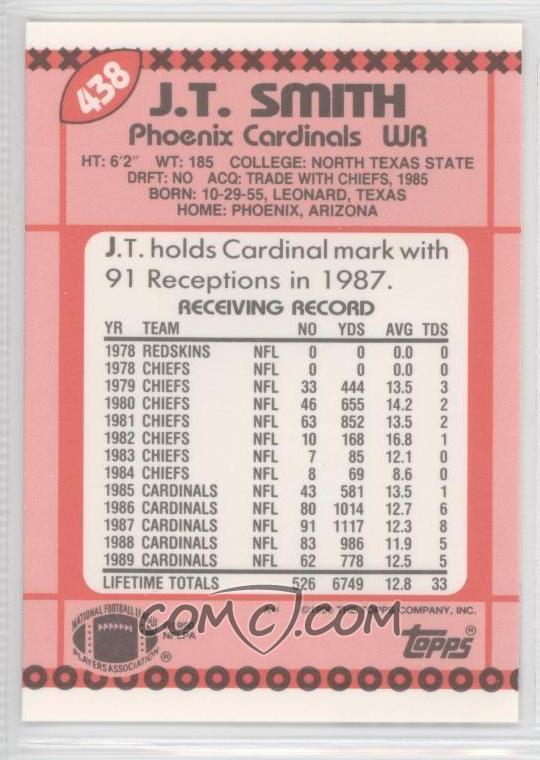 438
J.T. SMITH
Phoenix Cardinals WR
HT: 6'2" WT: 185 COLLEGE: NORTH TEXAS STATE
DRFT: NO ACQ: TRADE WITH CHIEFS, 1985
BORN: 10-29-55, LEONARD, TEXAS
HOME: PHOENIX, ARIZONA
J.T. holds Cardinal mark with
91 Receptions in 1987.
RECEIVING RECORD
YR TEAM NO YDS AVG TDS
1978 REDSKINS NFL 0 0 0.0 0
1978 CHIEFS NFL 0 0 0.0 0
1979 CHIEFS NFL 33 444 13.5 3
1980 CHIEFS NFL 46 655 14.2 2
1981 CHIEFS NFL 63 852 13.5 2
1982 CHIEFS NFL 10 168 16.8 1
1983 CHIEFS NFL 7 85 12.1 0
1984 CHIEFS NFL 8 69 8.6 0
1985 CARDINALS NFL 43 581 13.5 1
1986 CARDINALS NFL 80 1014 12.7 6
1987 CARDINALS NFL 91 1117 12.3 8
1988 CARDINALS NFL 83 986 11.9 5
1989 CARDINALS NFL 62 778 12.5 5
LIFETIME TOTALS 526 6749 12.8 33
COMC.COM
NATIONAL FOOTBALL LEAGUE
PLAYERS ASSOCIATION ®
1990
NFLPA
THE TOPPS COMPANY, INC.
topps ®